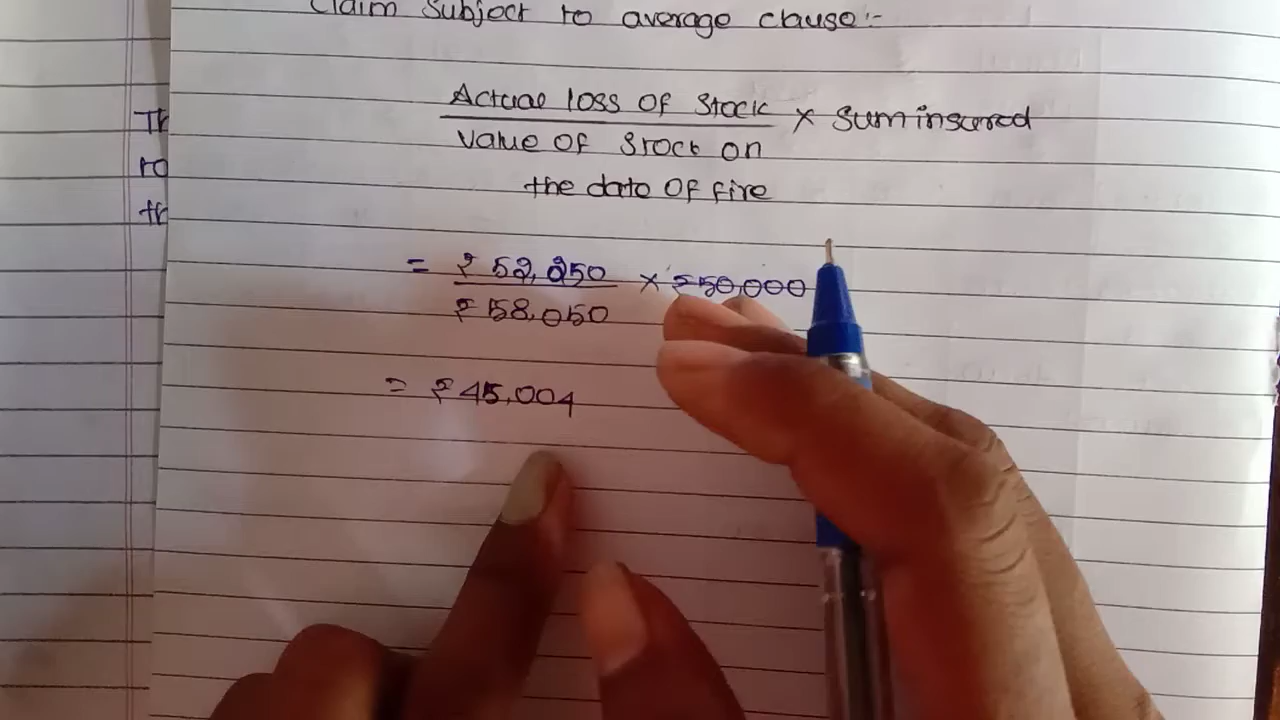 Claim Subject to average clause:-
Actual loss of Stock × Sum insured
Value of Stock on
the date of fire
= ₹ 52,250 × ₹50,000
₹ 58,050
= ₹ 45,004